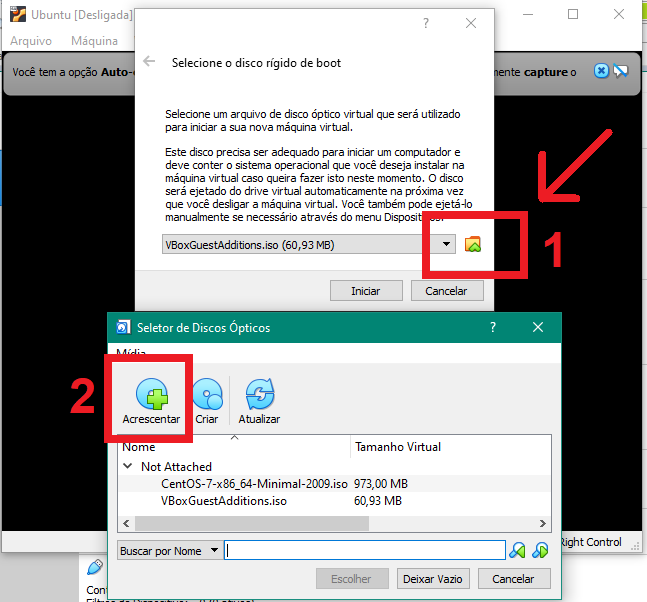 Ubuntu [Desligada]
Arquivo Máquina
Você tem a opção Auto-
mente capture o
Selecione o disco rígido de boot
Selecione um arquivo de disco óptico virtual que será utilizado
para iniciar a sua nova máquina virtual.
Este disco precisa ser adequado para iniciar um computador e
deve conter o sistema operacional que você deseja instalar na
máquina virtual caso queira fazer isto neste momento. O disco
será ejetado do drive virtual automaticamente na próxima vez
que você desligar a máquina virtual. Você também pode ejetá-lo
manualmente se necessário através do menu Dispositivos.
VBoxGuestAdditions.iso (60,93 MB)
1
Iniciar Cancelar
Seletor de Discos Ópticos
?
Mídia
2
Acrescentar Criar Atualizar
Nome Tamanho Virtual
Not Attached
CentOS-7-x86_64-Minimal-2009.iso 973,00 MB
VBoxGuestAdditions.iso 60,93 MB
Right Control
Buscar por Nome
Escolher Deixar Vazio Cancelar